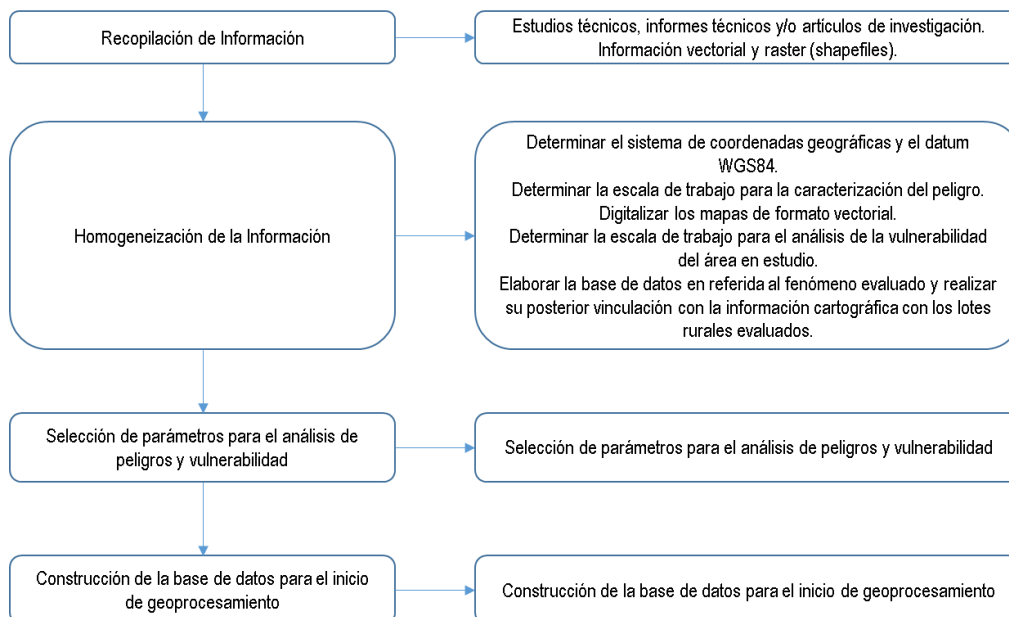 Recopilación de Información
Estudios técnicos, informes técnicos y/o artículos de investigación.
Información vectorial y raster (shapefiles).
Homogeneización de la Información
Determinar el sistema de coordenadas geográficas y el datum
WGS84.
Determinar la escala de trabajo para la caracterización del peligro.
Digitalizar los mapas de formato vectorial.
Determinar la escala de trabajo para el análisis de la vulnerabilidad
del área en estudio.
Elaborar la base de datos en referida al fenómeno evaluado y realizar
su posterior vinculación con la información cartográfica con los lotes
rurales evaluados.
Selección de parámetros para el análisis de
peligros y vulnerabilidad
Selección de parámetros para el análisis de peligros y vulnerabilidad
Construcción de la base de datos para el inicio
de geoprocesamiento
Construcción de la base de datos para el inicio de geoprocesamiento